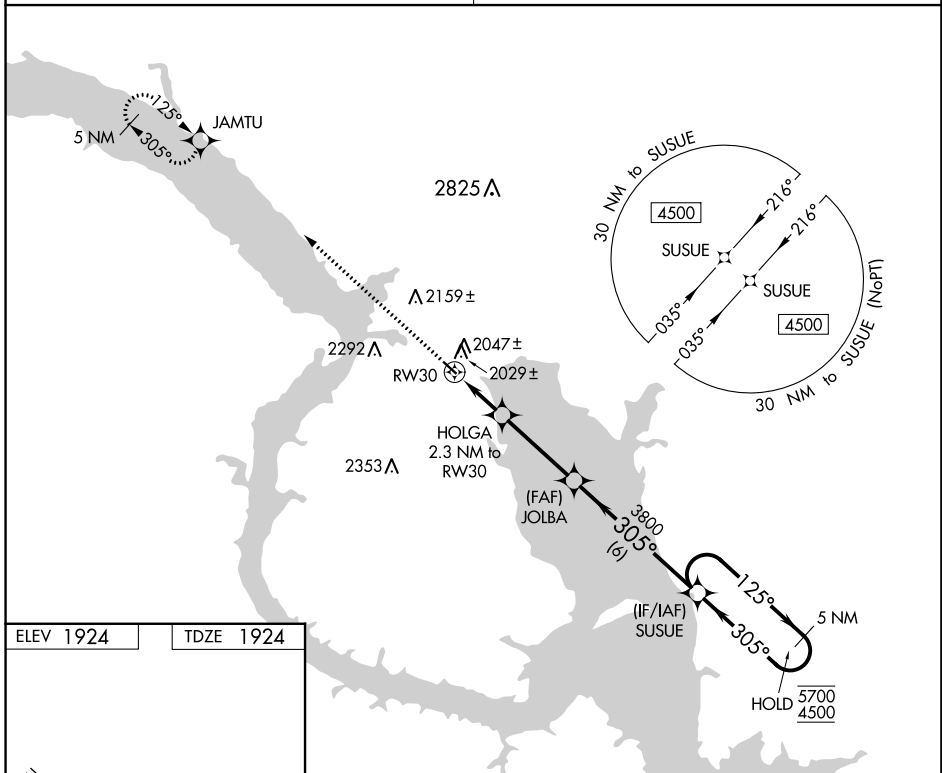 125°
JAMTU
5 NM
305°
2825
30 NM to SUSUE
4500
216°
216°
SUSUE
SUSUE
4500
035°
035°
30 NM to SUSUE (NoPT)
2159±
2292
2047±
2029±
RW30
HOLGA
2.3 NM to
RW30
2353
(FAF)
JOLBA
3800
305°
(6)
125°
(IF/IAF)
SUSUE
305°
5 NM
HOLD 5700
4500
ELEV 1924
TDZE 1924